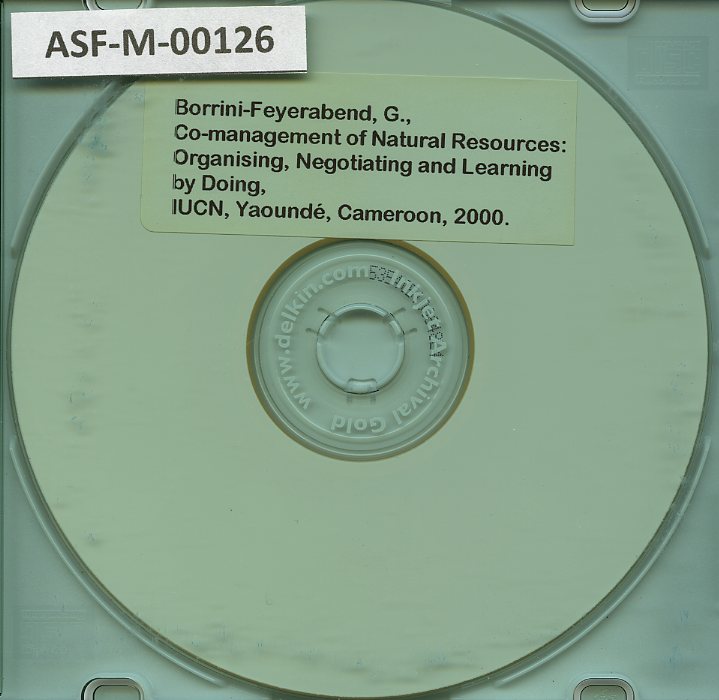 ASF-M-00126
Borrini-Feyerabend, G.,
Co-management of Natural Resources:
Organising, Negotiating and Learning
by Doing,
IUCN, Yaoundé, Cameroon, 2000.
www.delkin.com Inkjet Archival Gold